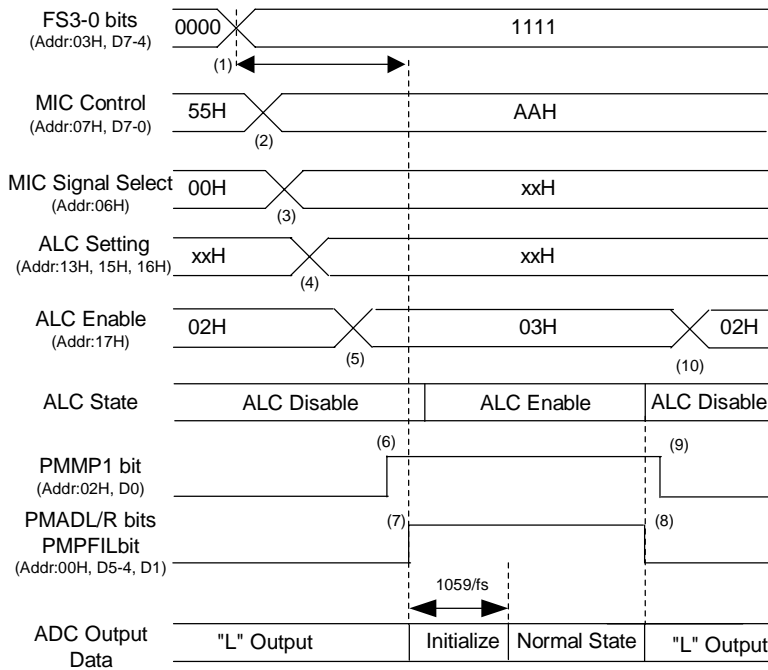 FS3-0 bits
(Addr:03H, D7-4)
0000
1111
(1)
MIC Control
(Addr:07H, D7-0)
55H
AAH
(2)
MIC Signal Select
(Addr:06H)
00H
xxH
(3)
ALC Setting
(Addr:13H, 15H, 16H)
xxH
xxH
(4)
ALC Enable
(Addr:17H)
02H
03H
02H
(5)
(10)
ALC State
ALC Disable
ALC Enable
ALC Disable
(6)
(9)
PMMP1 bit
(Addr:02H, D0)
(7)
(8)
PMADL/R bits
PMPFILbit
(Addr:00H, D5-4, D1)
1059/fs
ADC Output
Data
"L" Output
Initialize
Normal State
"L" Output